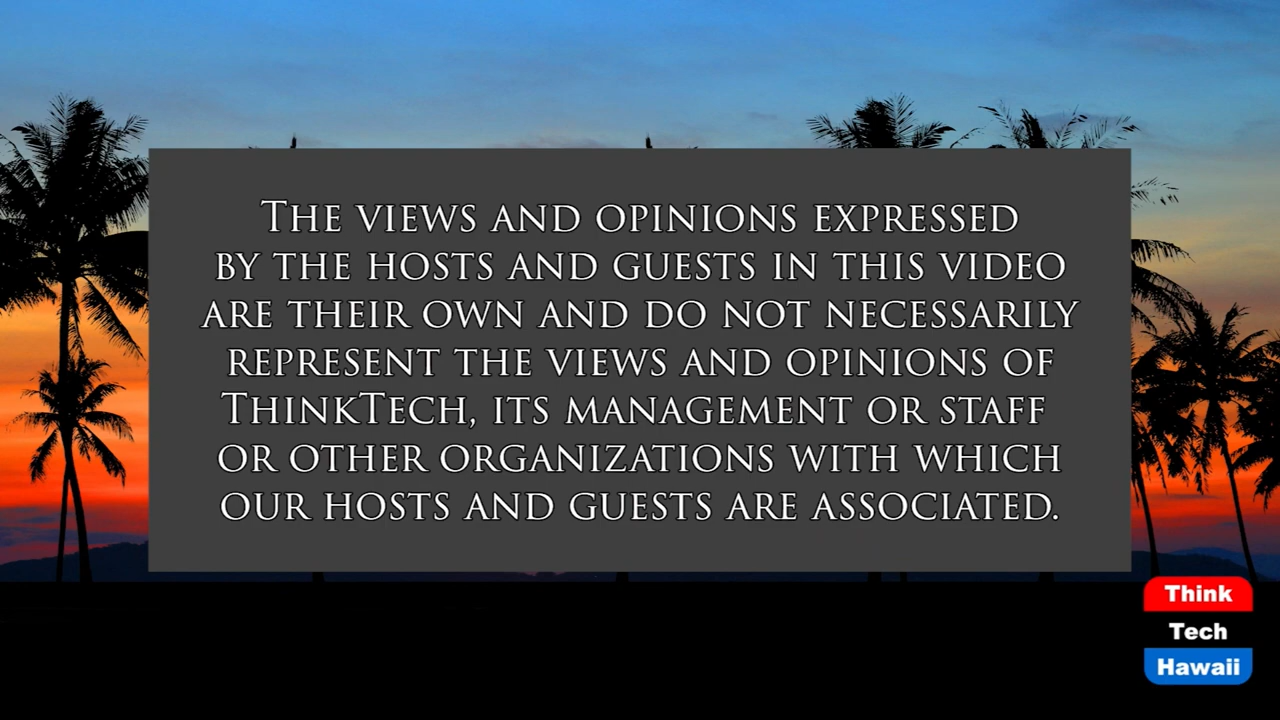 The views and opinions expressed
by the hosts and guests in this video
are their own and do not necessarily
represent the views and opinions of
ThinkTech, its management or staff
or other organizations with which
our hosts and guests are associated.
Think
Tech
Hawaii